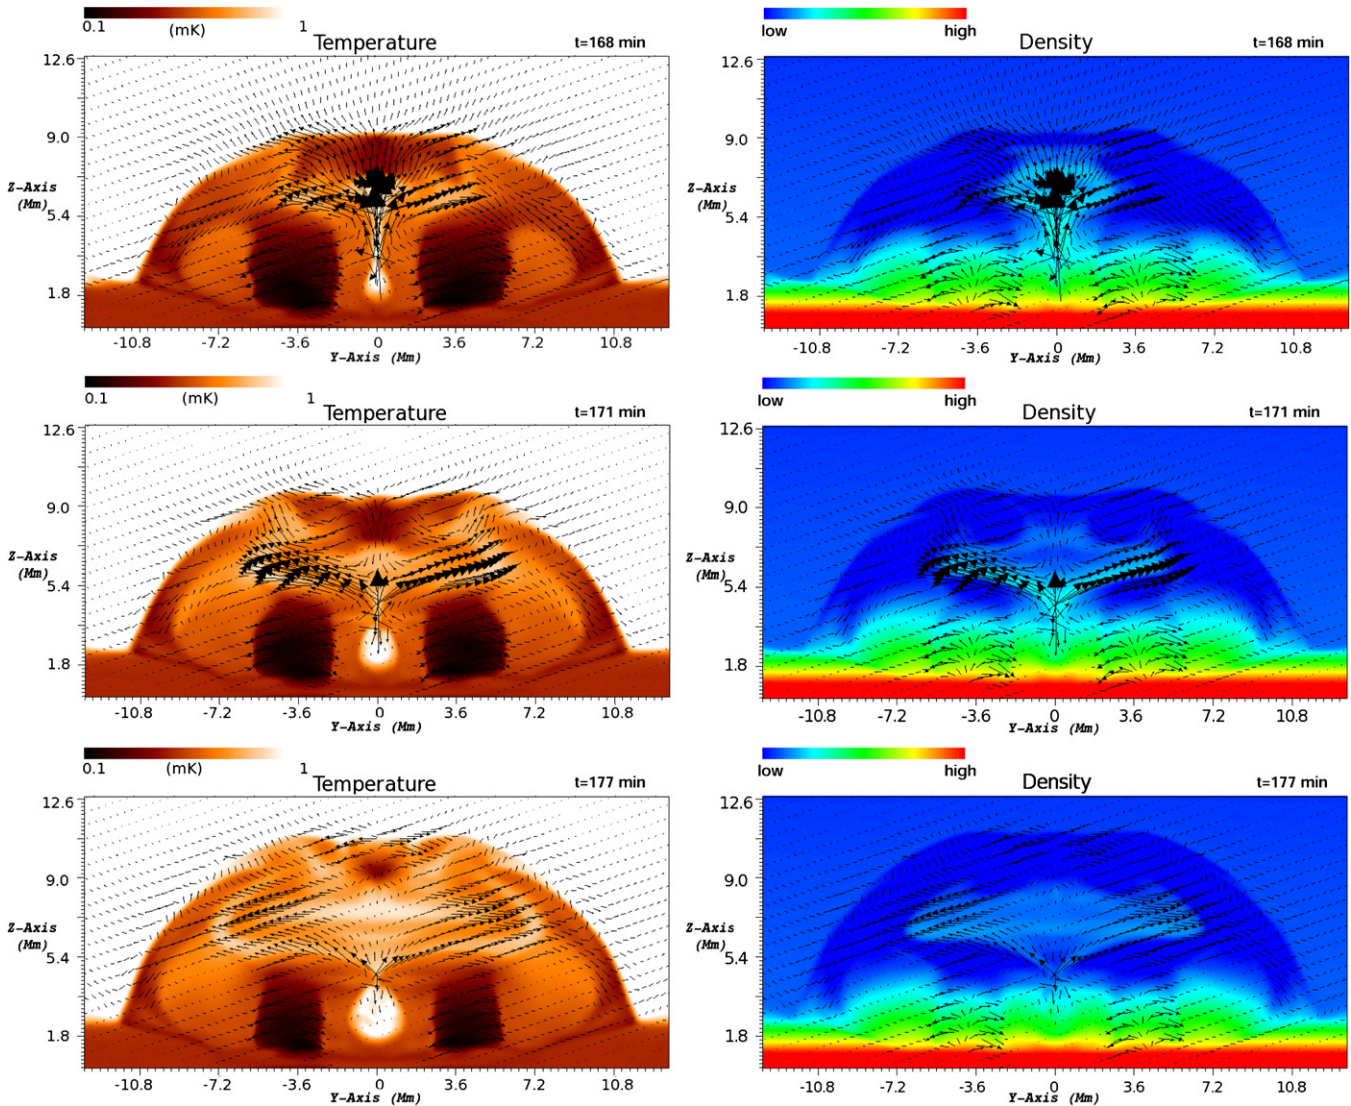 0.1 (mK) 1
Temperature t=168 min
12.6
9.0
Z-Axis
(Mm)
5.4
1.8
-10.8 -7.2 -3.6 0 3.6 7.2 10.8
Y-Axis (Mm)
low high
Density t=168 min
12.6
9.0
Z-Axis
(Mm)
5.4
1.8
-10.8 -7.2 -3.6 0 3.6 7.2 10.8
Y-Axis (Mm)
0.1 (mK) 1
Temperature t=171 min
12.6
9.0
Z-Axis
(Mm)
5.4
1.8
-10.8 -7.2 -3.6 0 3.6 7.2 10.8
Y-Axis (Mm)
low high
Density t=171 min
12.6
9.0
Z-Axis
(Mm)
5.4
1.8
-10.8 -7.2 -3.6 0 3.6 7.2 10.8
Y-Axis (Mm)
0.1 (mK) 1
Temperature t=177 min
12.6
9.0
Z-Axis
(Mm)
5.4
1.8
-10.8 -7.2 -3.6 0 3.6 7.2 10.8
Y-Axis (Mm)
low high
Density t=177 min
12.6
9.0
Z-Axis
(Mm)
5.4
1.8
-10.8 -7.2 -3.6 0 3.6 7.2 10.8
Y-Axis (Mm)